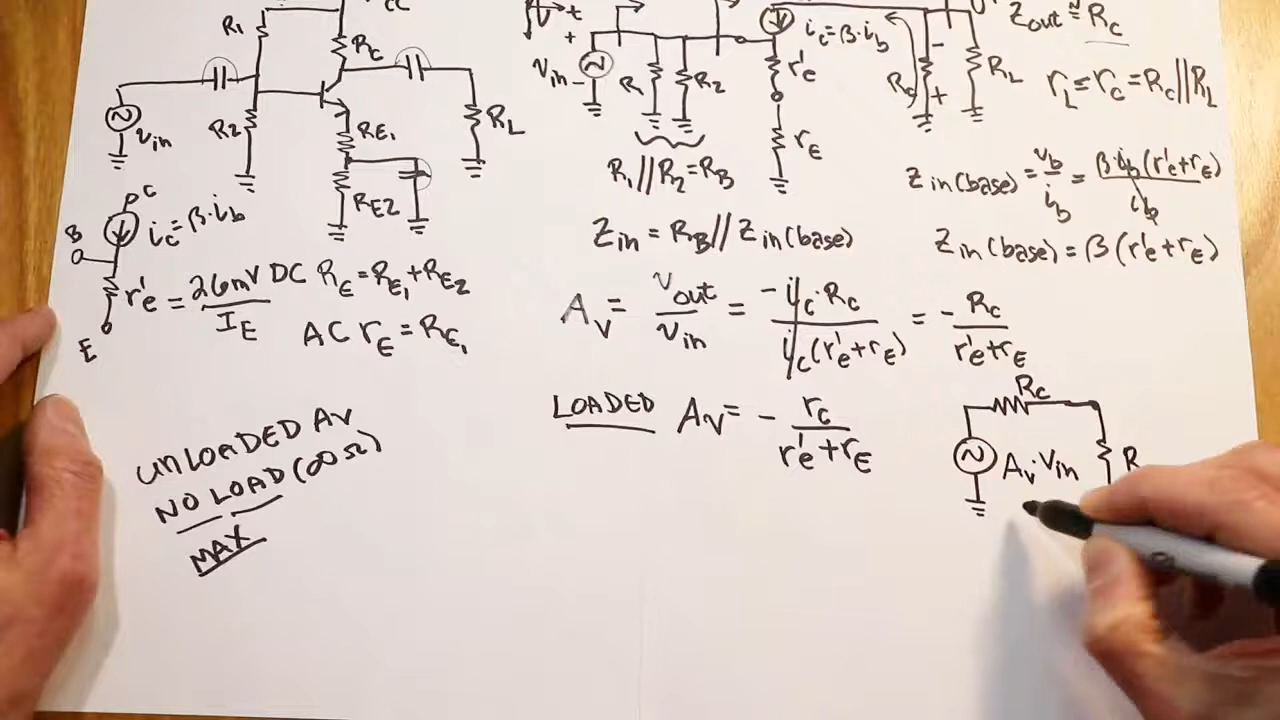 R1
CC
RC
R2
Vin
RL
RE1
RE2
B
C
ic=β·ib
E
r'e = 26mV / IE
DC RE = RE1 + RE2
AC rE = RE1
UNLOADED AV
NO LOAD (∞Ω)
MAX
t
+
Vin
-
R1
R2
ic=β·ib
r'e
rE
-
+
RL
Zout ≈ RC
rL ≤ rC = RC//RL
R1//R2 = RB
Zin(base) = vb / ib = β·ib(r'e+rE) / ib
Zin = RB // Zin(base)
Zin(base) = β(r'e+rE)
AV = vout / vin = -ic·RC / ic(r'e+rE) = - RC / r'e+rE
LOADED AV = - rC / r'e+rE
RC
AV·Vin
R